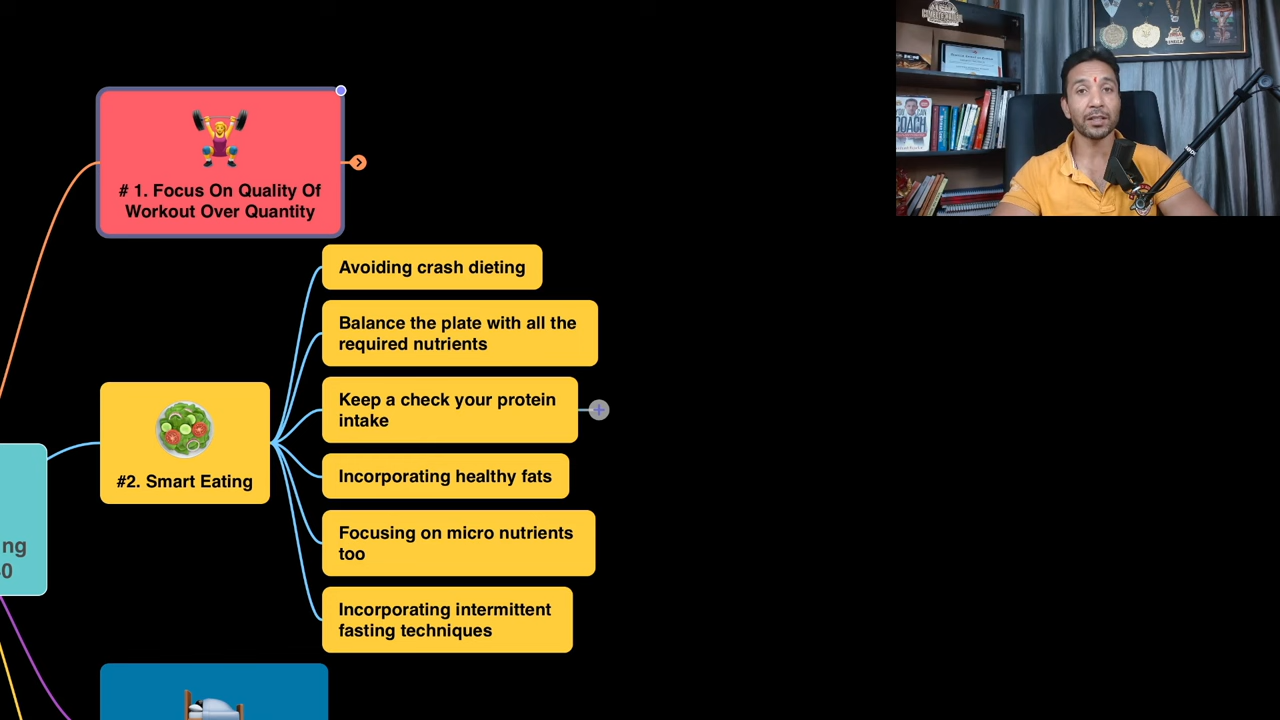 # 1. Focus On Quality Of
Workout Over Quantity
Avoiding crash dieting
Balance the plate with all the
required nutrients
Keep a check your protein
intake
#2. Smart Eating
Incorporating healthy fats
Focusing on micro nutrients
too
Incorporating intermittent
fasting techniques
ng
0
COACH